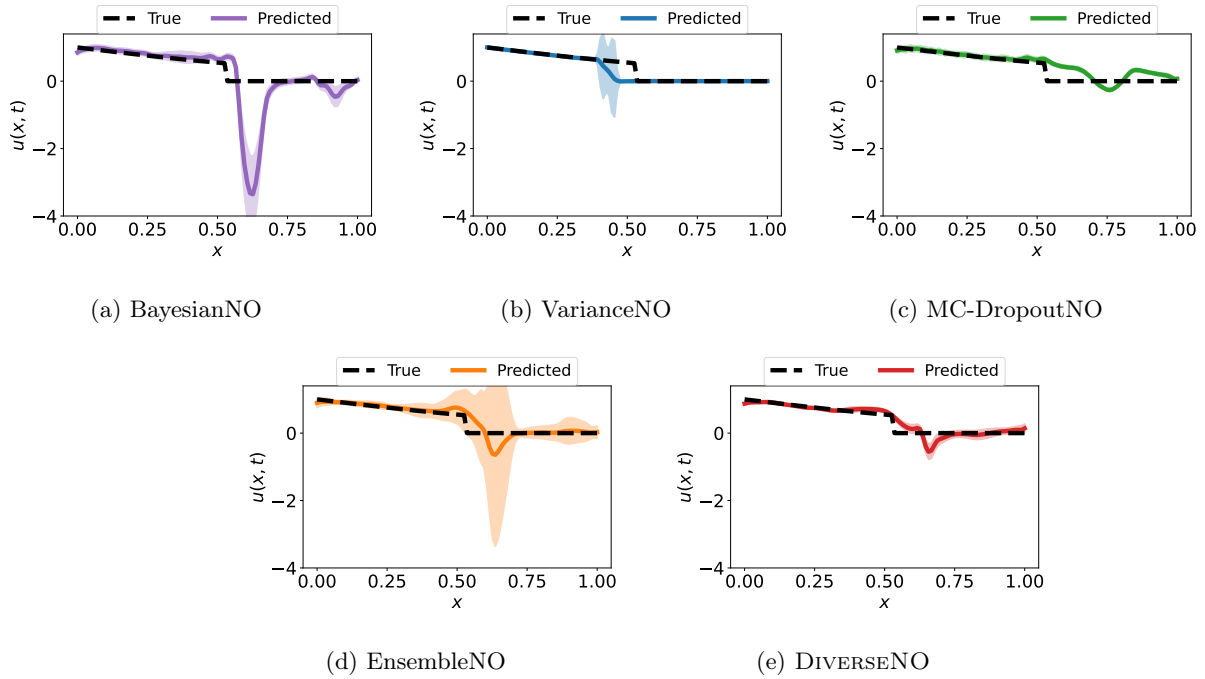 True Predicted
u(x, t)
0
−2
−4
0.00 0.25 0.50 0.75 1.00
x
(a) BayesianNO
True Predicted
u(x, t)
0
−2
−4
0.00 0.25 0.50 0.75 1.00
x
(b) VarianceNO
True Predicted
u(x, t)
0
−2
−4
0.00 0.25 0.50 0.75 1.00
x
(c) MC-DropoutNO
True Predicted
u(x, t)
0
−2
−4
0.00 0.25 0.50 0.75 1.00
x
(d) EnsembleNO
True Predicted
u(x, t)
0
−2
−4
0.00 0.25 0.50 0.75 1.00
x
(e) DIVERSENO